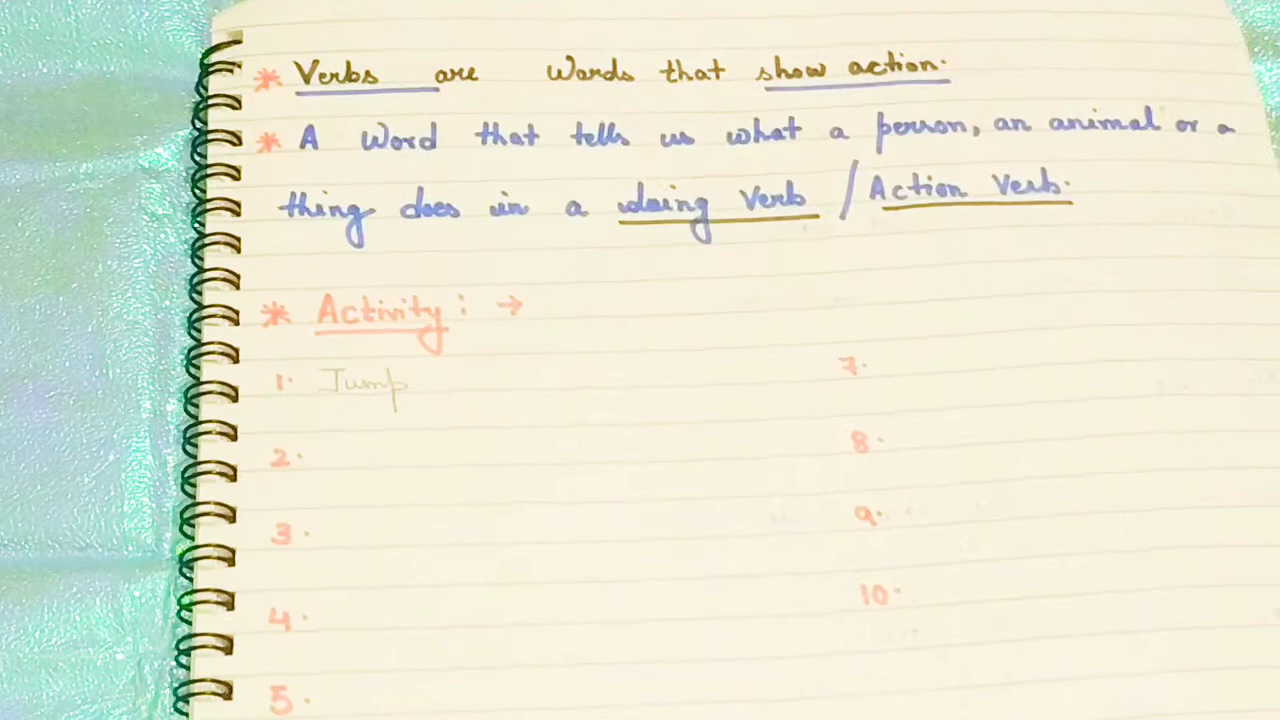 * Verbs are Words that show action.
* A Word that tells us what a person, an animal or a
thing does in a doing Verb / Action Verb.
* Activity : →
1. Jump
2.
3.
4.
5.
7.
8.
9.
10.